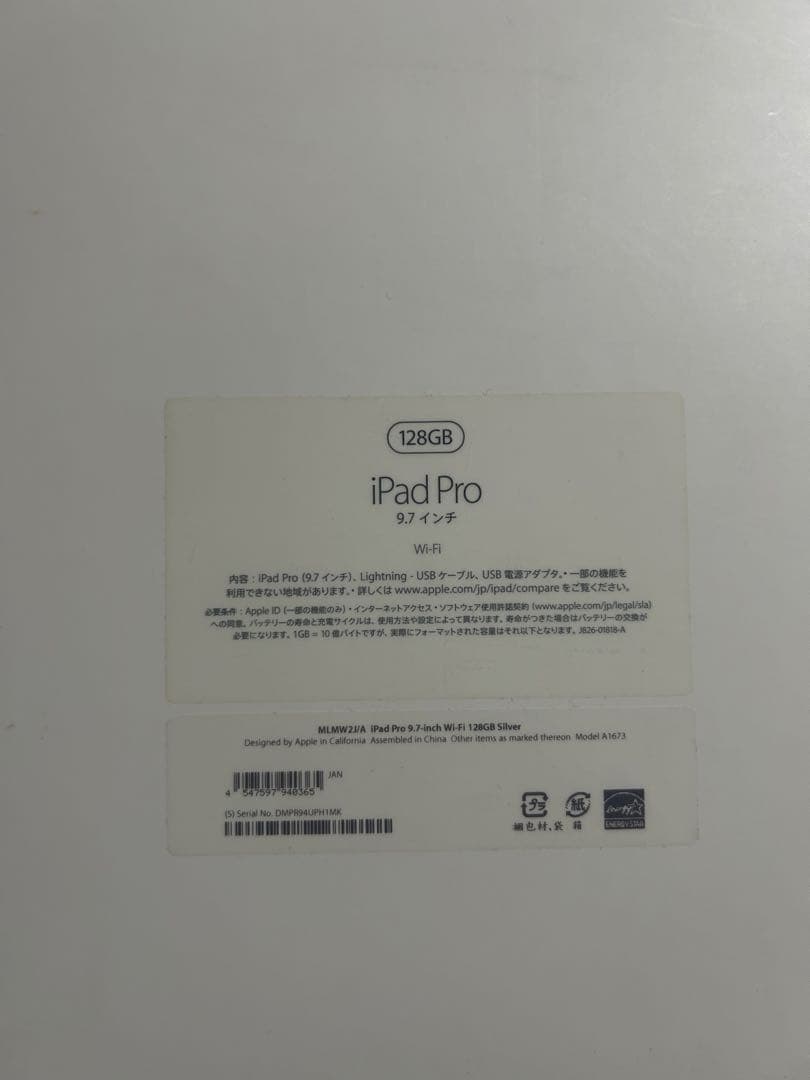 128GB
iPad Pro
9.7 インチ
Wi-Fi
内容：iPad Pro（9.7 インチ）、Lightning - USB ケーブル、USB 電源アダプタ。・一部の機能を
利用できない地域があります。・詳しくは www.apple.com/jp/ipad/compare をご覧ください。
必要条件：Apple ID（一部の機能のみ）・インターネットアクセス・ソフトウェア使用許諾契約（www.apple.com/jp/legal/sla）
への同意。バッテリーの寿命と充電サイクルは、使用方法や設定によって異なります。寿命がつきた場合はバッテリーの交換が
必要になります。1GB = 10 億バイトですが、実際にフォーマットされた容量はそれ以下となります。J826-01818-A
MLMW2J/A iPad Pro 9.7-inch Wi-Fi 128GB Silver
Designed by Apple in California Assembled in China Other items as marked thereon Model A1673
JAN
4 547597 940365
(S) Serial No. DMPR94UPH1MK
プラ 紙 energy
梱包材、袋 箱 ENERGY STAR